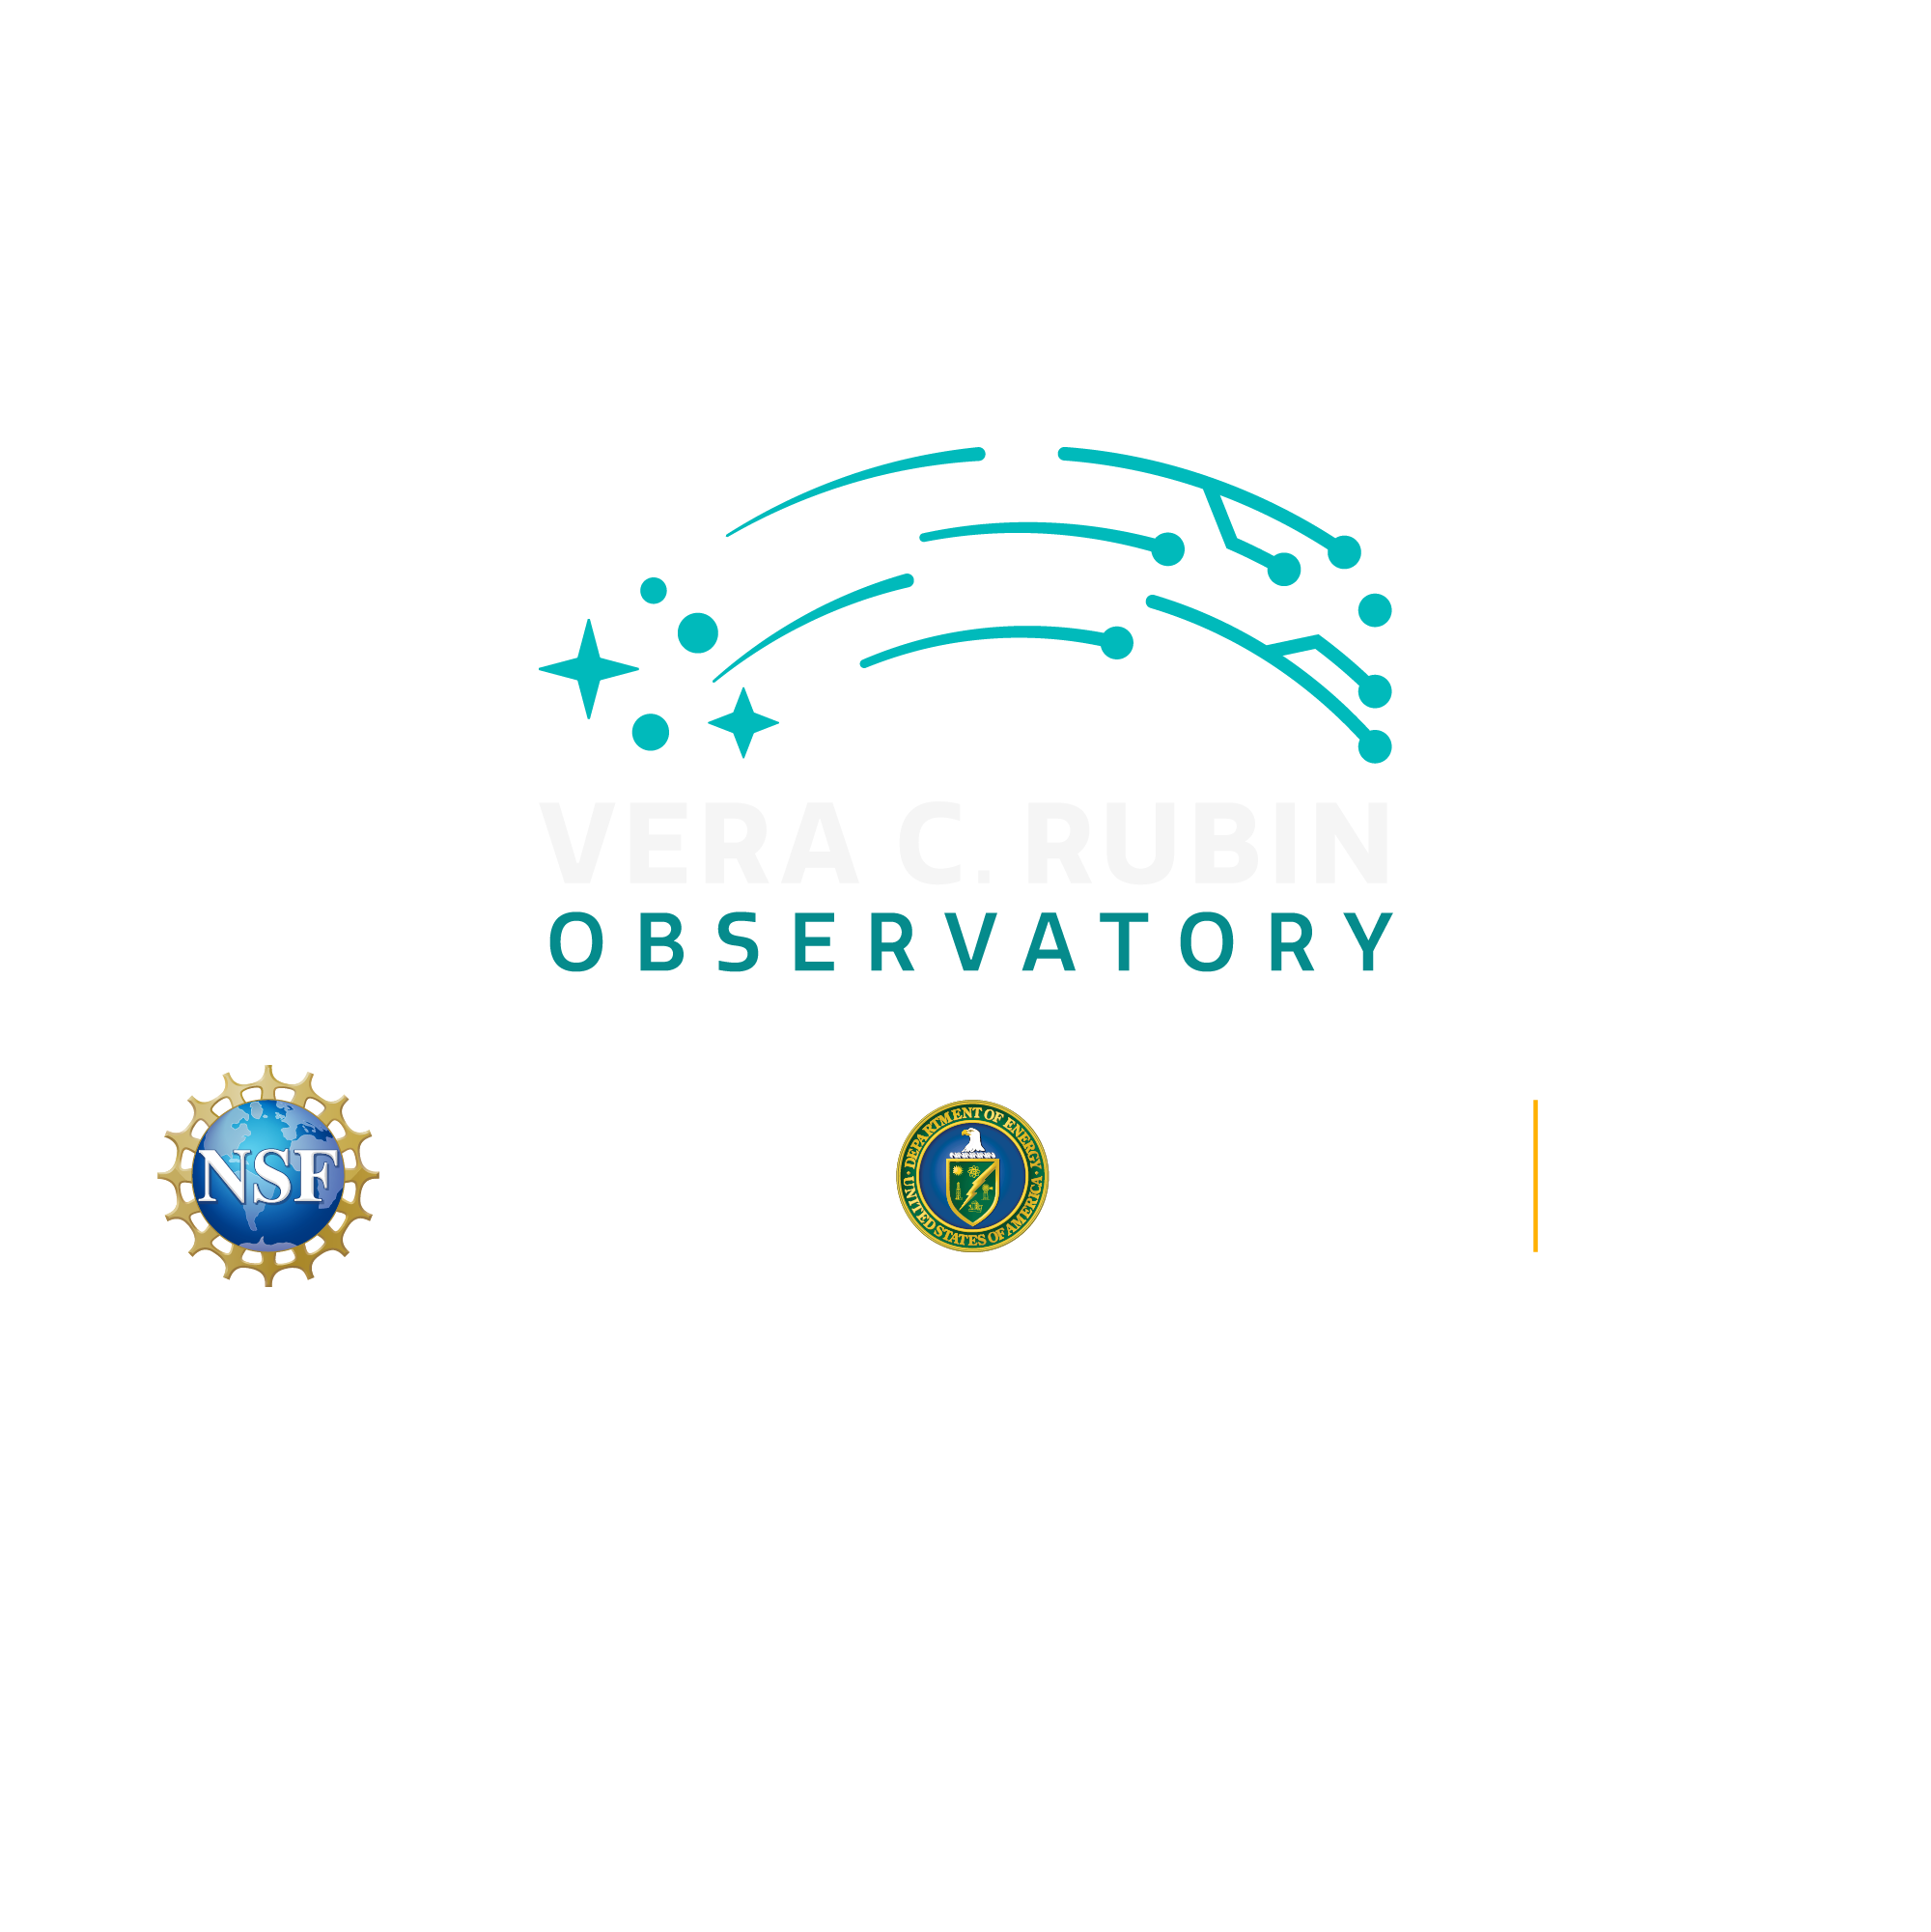 VERA C. RUBIN
OBSERVATORY
NSF
DEPARTMENT OF ENERGY
UNITED STATES OF AMERICA